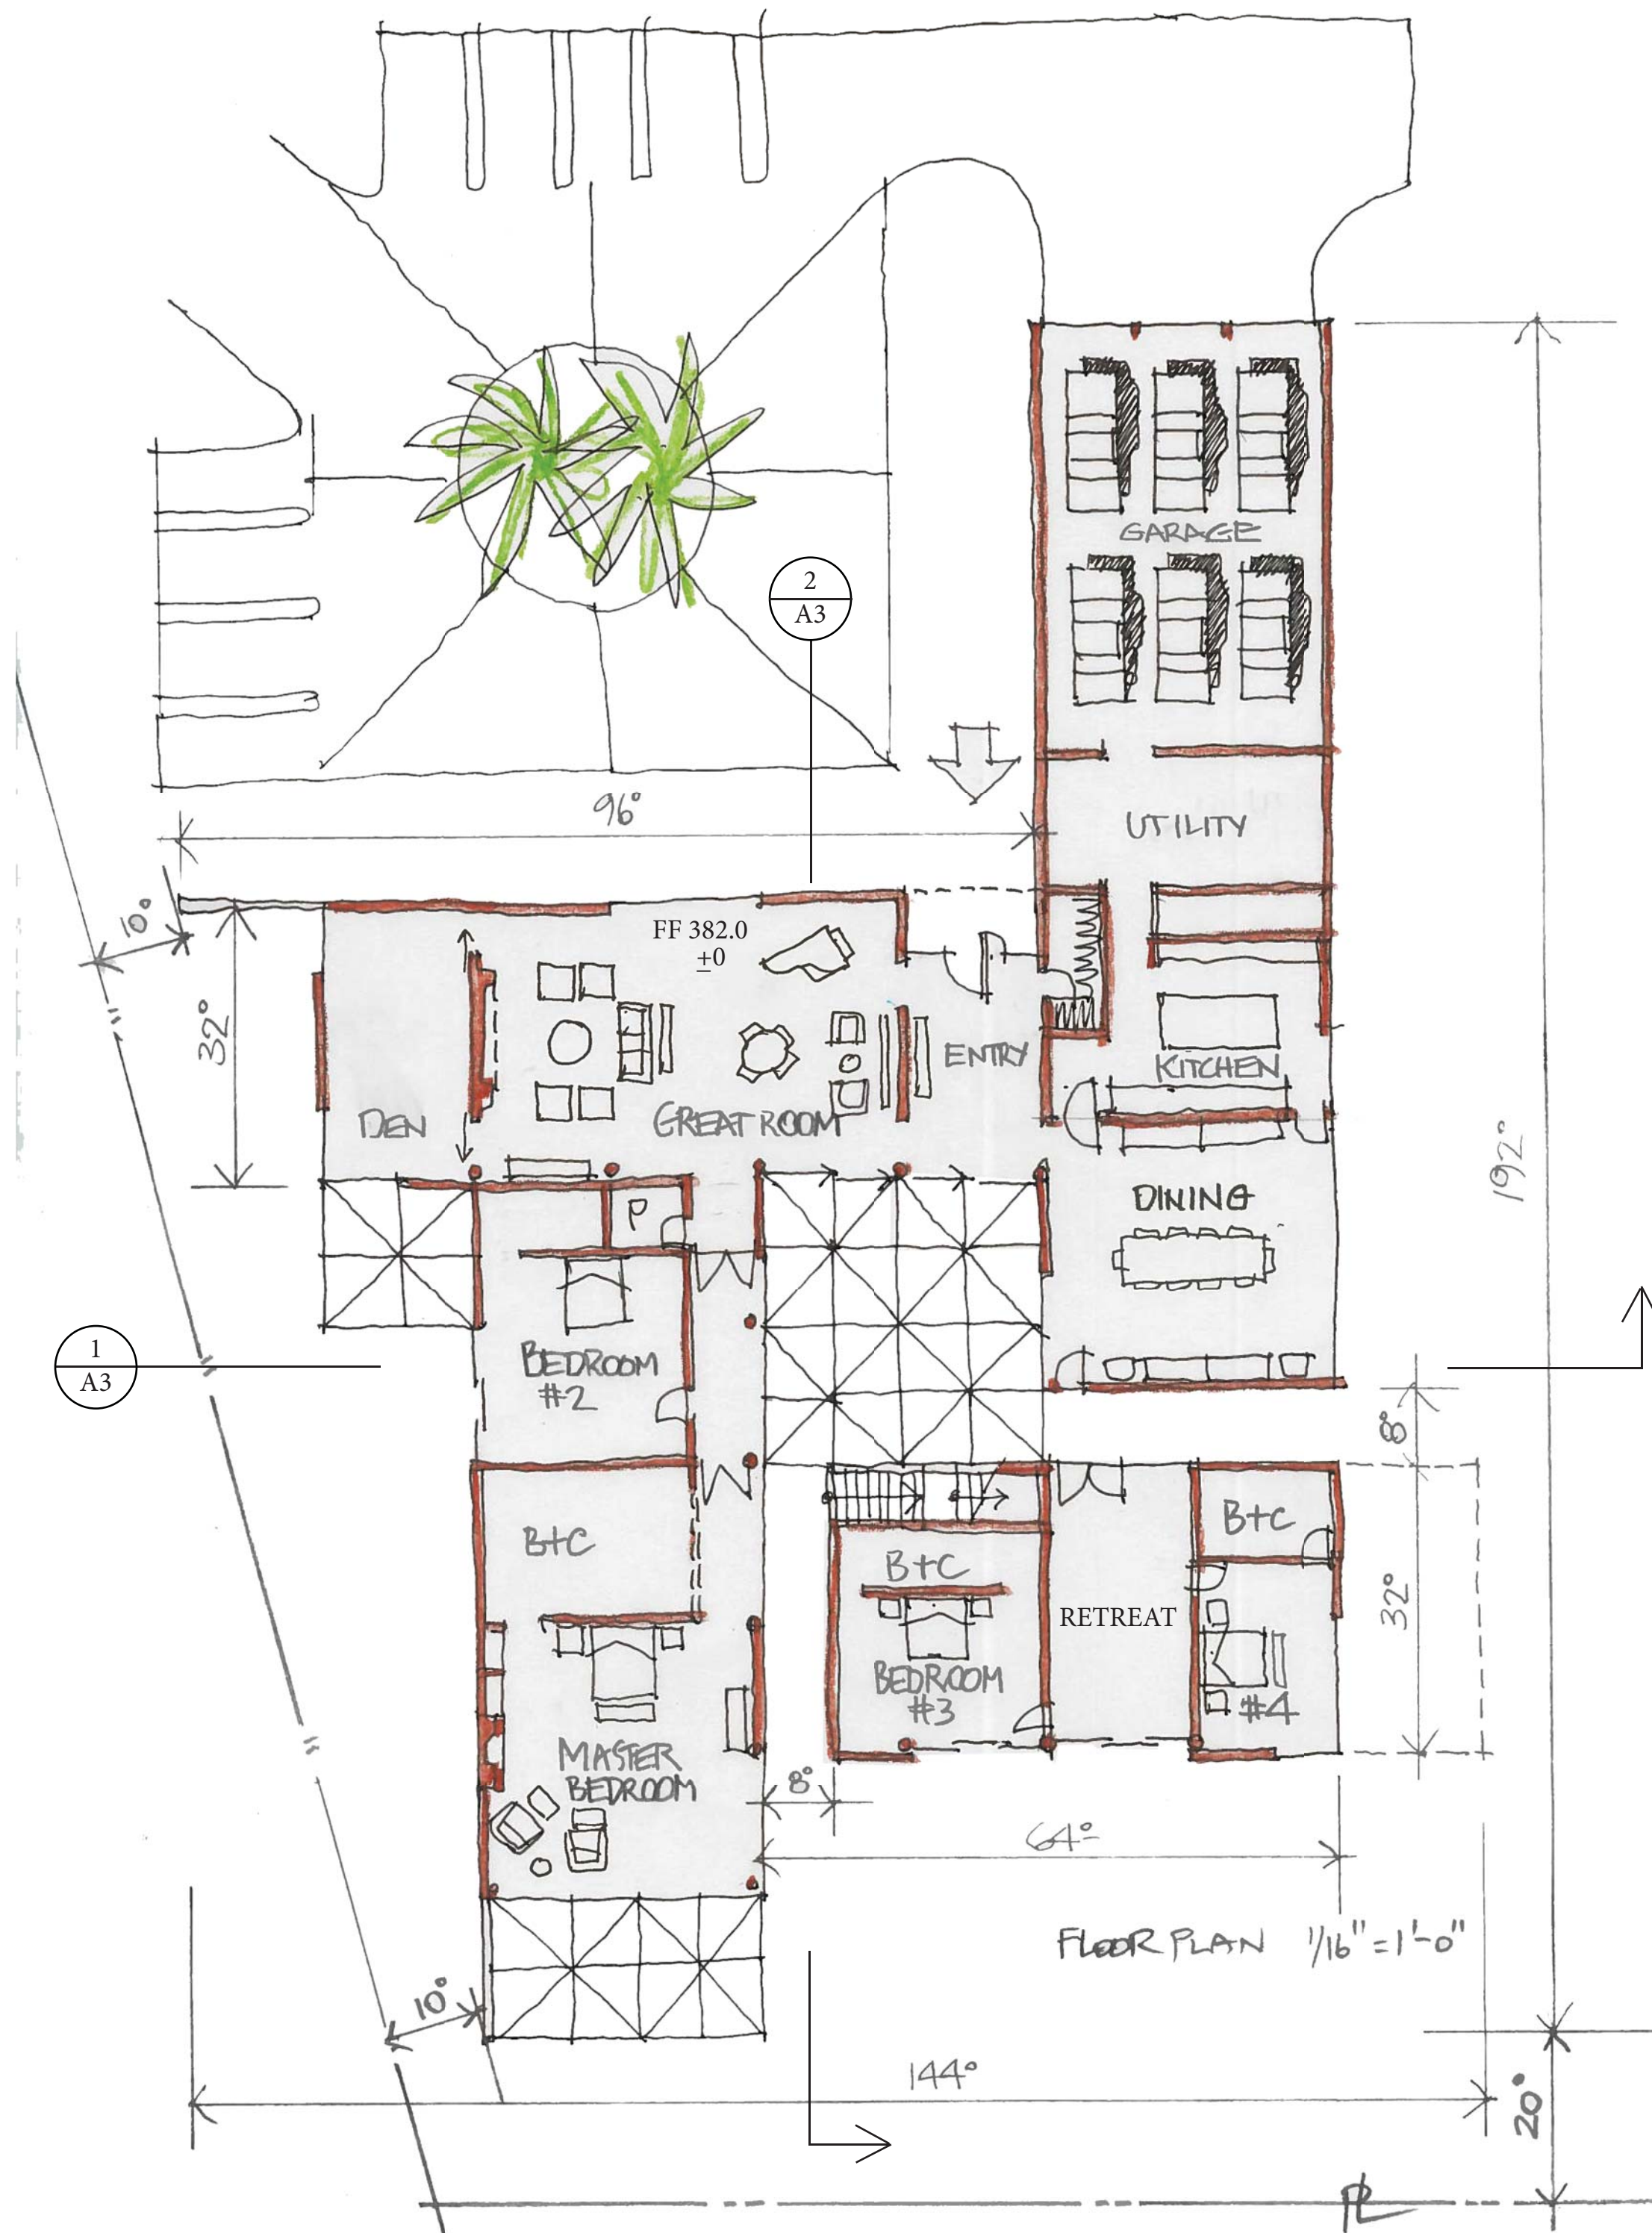 GARAGE
2
A3
96°
UTILITY
10°
FF 382.0
±0
32°
ENTRY
KITCHEN
DEN
GREAT ROOM
192°
DINING
P
1
A3
BEDROOM
#2
8°
B+C
B+C
B+C
32°
RETREAT
BEDROOM
#3
#4
MASTER
BEDROOM
8°
64°
FLOOR PLAN 1/16" = 1'-0"
10°
144°
20°
PL